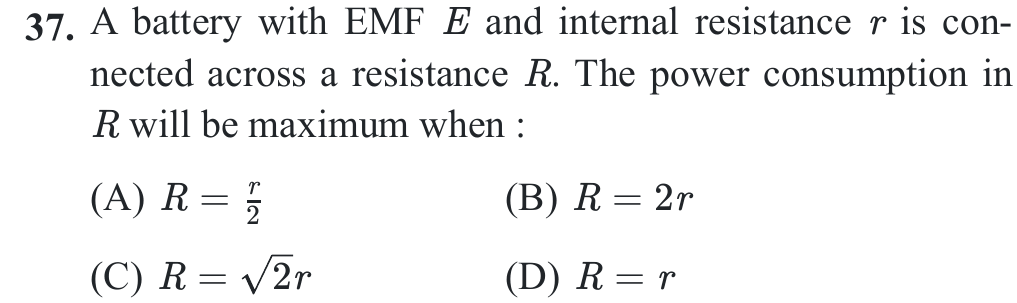 37. A battery with EMF E and internal resistance r is con-
nected across a resistance R. The power consumption in
R will be maximum when :
(A) R = r/2 (B) R = 2r
(C) R = √2r (D) R = r